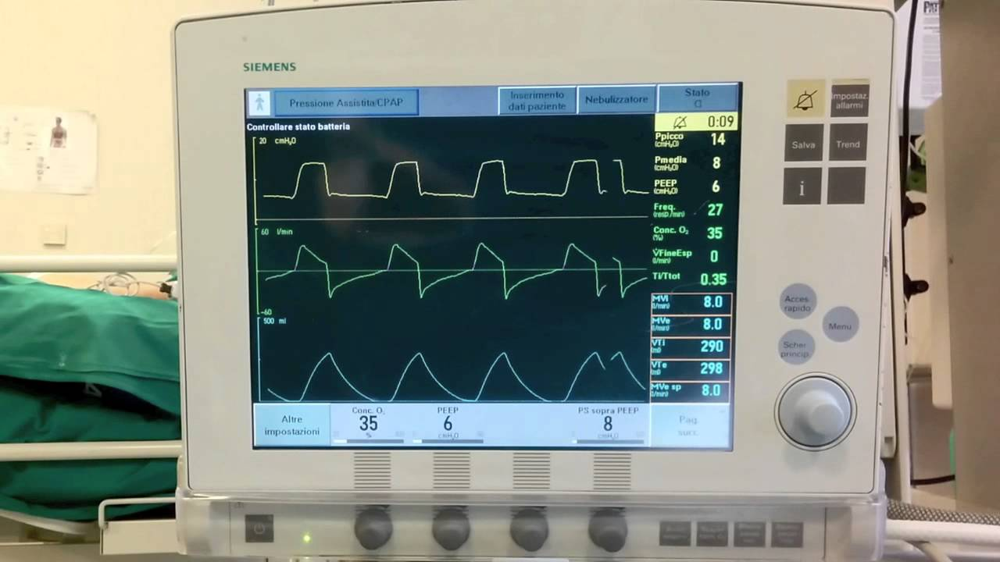 SIEMENS
Pressione Assistita/CPAP
Inserimento
dati paziente
Nebulizzatore
Stato
Controllare stato batteria
0:09
20 cmH₂O
Ppicco
(cmH₂O)
14
Pmedia
(cmH₂O)
8
PEEP
(cmH₂O)
6
Freq.
(resp./min)
27
60 l/min
Conc. O₂
(%)
35
V̇FineEsp
(l/min)
0
Ti/Ttot
0.35
-60
MVi
(l/min)
8.0
500 ml
MVe
(l/min)
8.0
VTi
290
VTe
298
MVe sp
(l/min)
8.0
Altre
impostazioni
Conc. O₂
35
%
PEEP
6
cmH₂O
PS sopra PEEP
8
cmH₂O
Pag.
succ.
Impostaz.
allarmi
Salva
Trend
i
Acces.
rapido
Menu
Scher
princip.